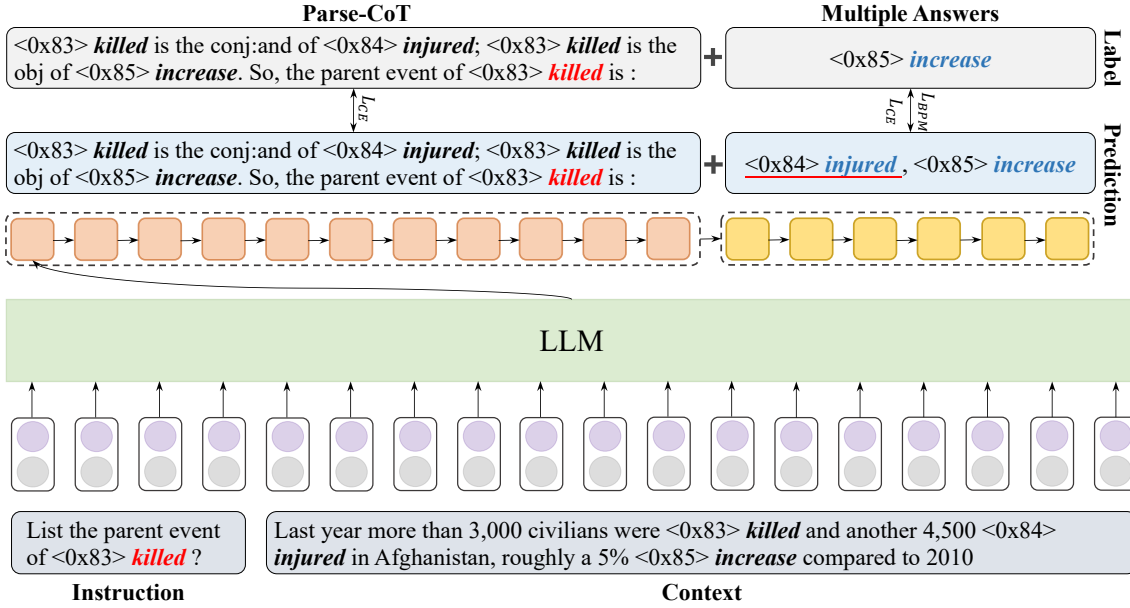 Parse-CoT
Multiple Answers
<0x83> killed is the conj:and of <0x84> injured; <0x83> killed is the
obj of <0x85> increase. So, the parent event of <0x83> killed is :
+
<0x85> increase
Label
L_CE
L_CE
L_BPM
<0x83> killed is the conj:and of <0x84> injured; <0x83> killed is the
obj of <0x85> increase. So, the parent event of <0x83> killed is :
+
<0x84> injured , <0x85> increase
Prediction
LLM
List the parent event
of <0x83> killed ?
Last year more than 3,000 civilians were <0x83> killed and another 4,500 <0x84>
injured in Afghanistan, roughly a 5% <0x85> increase compared to 2010
Instruction
Context